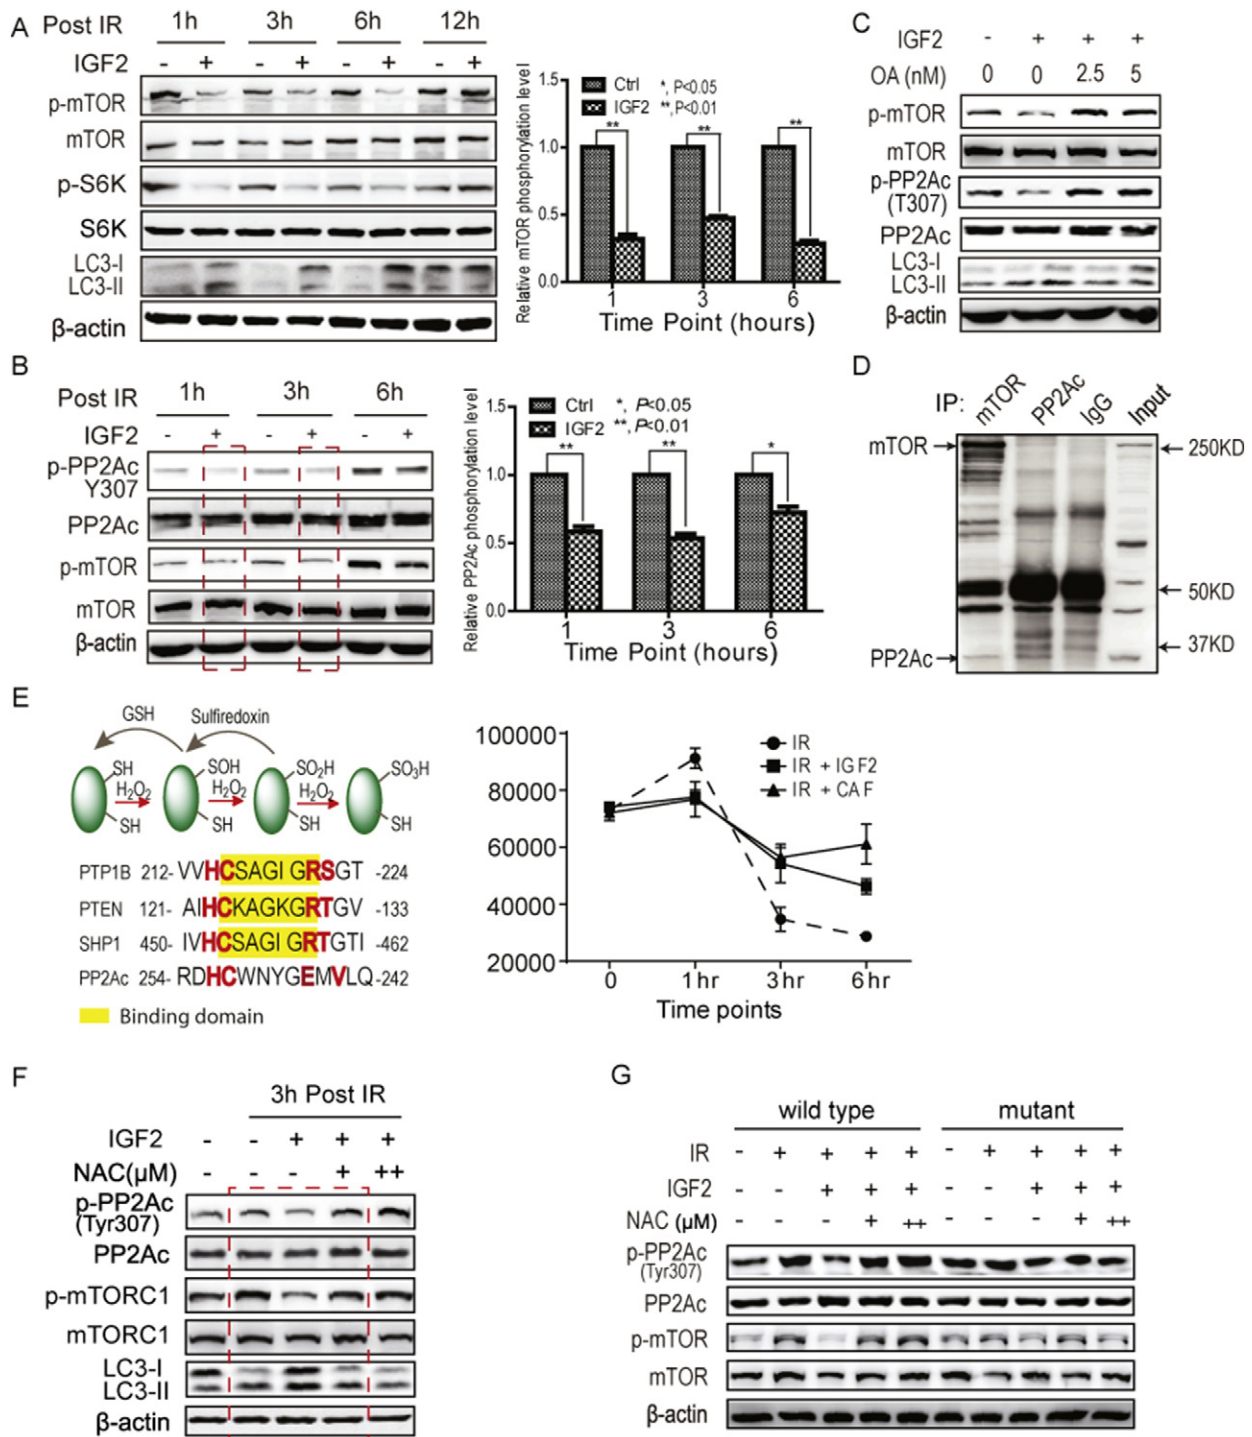 A
Post IR 1h 3h 6h 12h
IGF2 - + - + - + - +
p-mTOR
mTOR
p-S6K
S6K
LC3-I
LC3-II
β-actin
Relative mTOR phosphorylation level
1.5
1.0
0.5
0.0
Ctrl *, P<0.05
IGF2 **, P<0.01
** ** **
1 3 6
Time Point (hours)
C
IGF2 - + + +
OA (nM) 0 0 2.5 5
p-mTOR
mTOR
p-PP2Ac
(T307)
PP2Ac
LC3-I
LC3-II
β-actin
B
Post IR 1h 3h 6h
IGF2 - + - + - +
p-PP2Ac
Y307
PP2Ac
p-mTOR
mTOR
β-actin
Relative PP2Ac phosphorylation level
1.5
1.0
0.5
0.0
Ctrl *, P<0.05
IGF2 **, P<0.01
** ** *
1 3 6
Time Point (hours)
D
IP: mTOR PP2Ac IgG Input
mTOR 250KD
50KD
37KD
PP2Ac
E
GSH Sulfiredoxin
SH SOH SO2H SO3H
H2O2 H2O2 H2O2
SH SH SH SH
PTP1B 212- VVHCSAGI GRSGT -224
PTEN 121- AIHCKAGKGRTGV -133
SHP1 450- IVHCSAGI GRTGTI -462
PP2Ac 254- RDHCWNYGEMVLQ -242
Binding domain
100000
80000
60000
40000
20000
IR
IR + IGF2
IR + CAF
0 1hr 3hr 6hr
Time points
F
3h Post IR
IGF2 - - + + +
NAC(μM) - - - + ++
p-PP2Ac
(Tyr307)
PP2Ac
p-mTORC1
mTORC1
LC3-I
LC3-II
β-actin
G
wild type mutant
IR - + + + + - + + + +
IGF2 - - + + + - - + + +
NAC (μM) - - - + ++ - - - + ++
p-PP2Ac
(Tyr307)
PP2Ac
p-mTOR
mTOR
β-actin